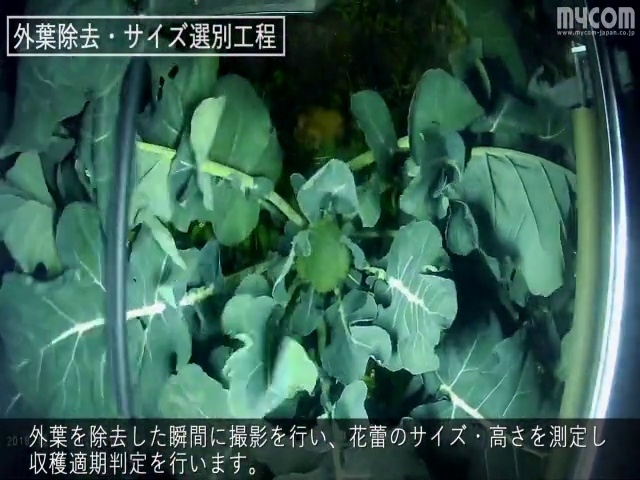 外葉除去・サイズ選別工程
mycom
www.mycom-japan.co.jp
外葉を除去した瞬間に撮影を行い、花蕾のサイズ・高さを測定し
収穫適期判定を行います。